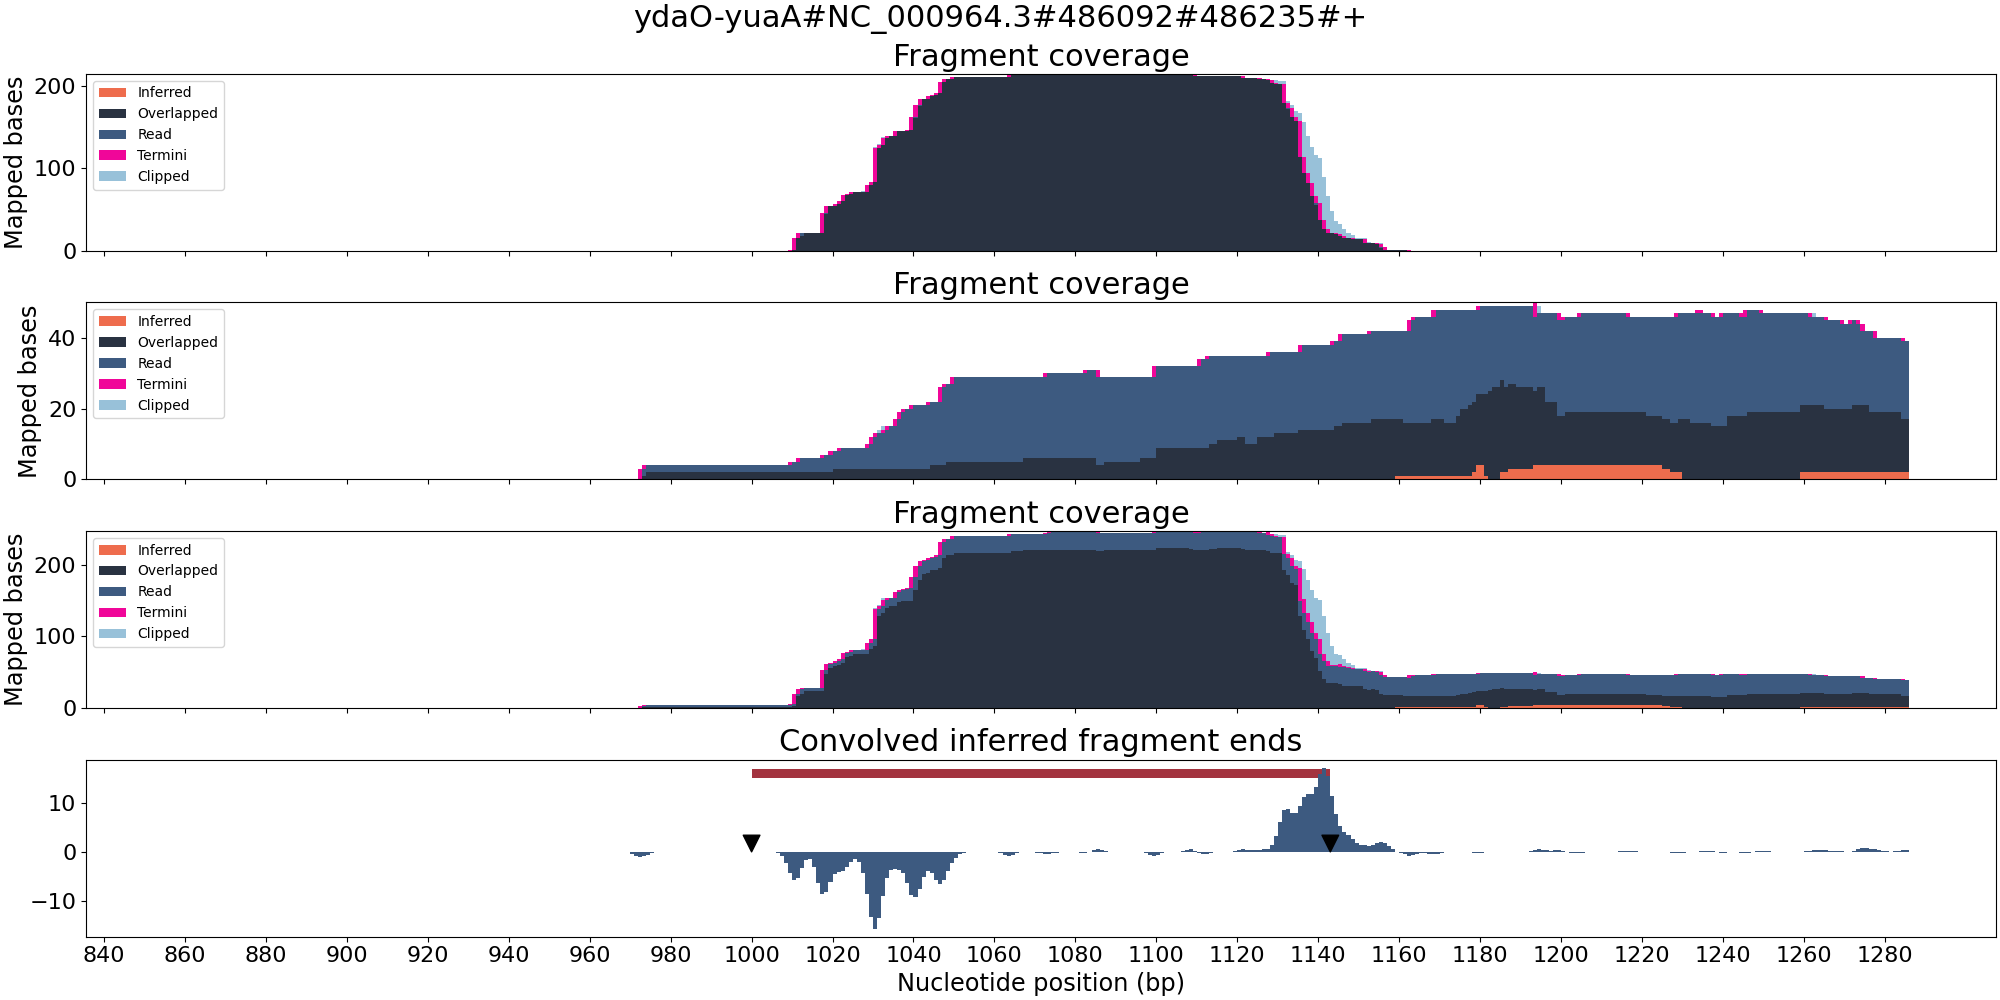 ydaO-yuaA#NC_000964.3#486092#486235#+
Fragment coverage
Mapped bases
200
100
0
Inferred
Overlapped
Read
Termini
Clipped
Fragment coverage
Mapped bases
40
20
0
Inferred
Overlapped
Read
Termini
Clipped
Fragment coverage
Mapped bases
200
100
0
Inferred
Overlapped
Read
Termini
Clipped
Convolved inferred fragment ends
10
0
−10
840 860 880 900 920 940 960 980 1000 1020 1040 1060 1080 1100 1120 1140 1160 1180 1200 1220 1240 1260 1280
Nucleotide position (bp)